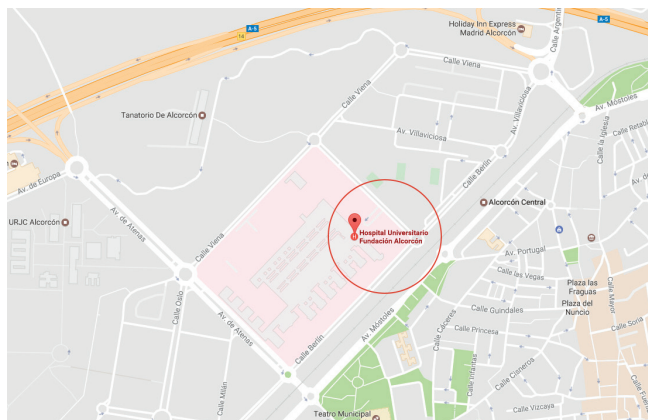 Holiday Inn Express
Madrid Alcorcón
A-5
A-5
14
Calle Argentina
Calle Viena
Calle Viena
Tanatorio De Alcorcón
Av. Villaviciosa
Av. Villaviciosa
Av. Móstoles
Calle la Iglesia
Calle Retablo
Av. de Europa
Calle Berlín
Alcorcón Central
URJC Alcorcón
Av. de Atenas
Calle Viena
Hospital Universitario
Fundación Alcorcón
H
Av. Portugal
Calle las Vegas
Plaza las
Fraguas
Plaza del
Nuncio
Calle Mayor
Calle Oslo
Av. de Atenas
Calle Berlín
Av. Móstoles
Calle Cáceres
Calle Guindales
Calle Princesa
Calle Soria
Calle Infantas
Calle Cisneros
Calle Milán
Teatro Municipal
Calle Vizcaya